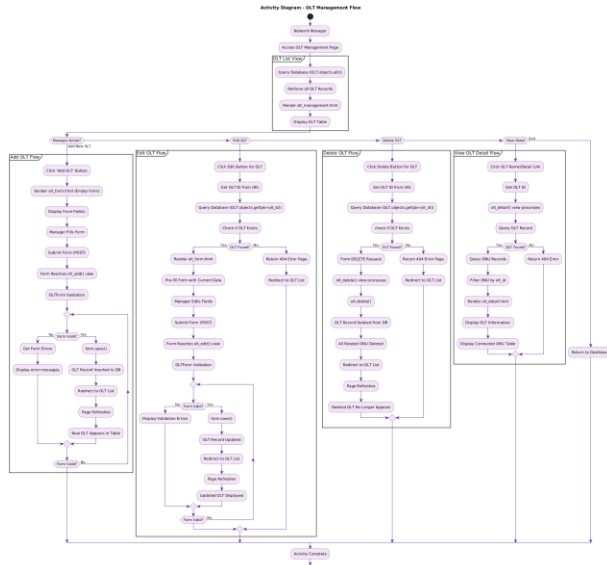 Activity Diagram - OLT Management Flow
Network Manager
Access OLT Management Page
OLT List View
Query Database (OLT.objects.all())
Retrieve all OLT Records
Render olt_management.html
Display OLT Table
Manager Action?
Add New OLT
Edit OLT
Delete OLT
View Detail
Add OLT Flow
Click 'Add OLT' Button
Render olt_form.html (Empty Form)
Display Form Fields
Manager Fills Form
Submit Form (POST)
Form Reaches olt_add() view
OLTForm Validation
No
Form Valid?
Yes
Get Form Errors
Display error messages
form.save()
OLT Record Inserted to DB
Redirect to OLT List
Page Refreshes
New OLT Appears in Table
Form Valid?
No
Edit OLT Flow
Click Edit Button for OLT
Get OLT ID from URL
Query Database (OLT.objects.get(pk=olt_id))
Check if OLT Exists
Yes
OLT Found?
No
Render olt_form.html
Pre-fill Form with Current Data
Manager Edits Fields
Submit Form (POST)
Form Reaches olt_edit() view
OLTForm Validation
Return 404 Error Page
Redirect to OLT List
No
Form Valid?
Yes
Display Validation Errors
form.save()
OLT Record Updated
Redirect to OLT List
Page Refreshes
Updated OLT Displayed
Form Valid?
No
Delete OLT Flow
Click Delete Button for OLT
Get OLT ID from URL
Query Database (OLT.objects.get(pk=olt_id))
Check if OLT Exists
Yes
OLT Found?
No
Form DELETE Request
olt_delete() view processes
olt.delete()
OLT Record Deleted from DB
All Related ONU Deleted
Redirect to OLT List
Page Refreshes
Deleted OLT No Longer Appears
Return 404 Error Page
Redirect to OLT List
View OLT Detail Flow
Click OLT Name/Detail Link
Get OLT ID
olt_detail() view processes
Query OLT Record
Yes
OLT Found?
No
Query ONU Records
Filter ONU by olt_id
Render olt_detail.html
Display OLT Information
Display Connected ONU Table
Return 404 Error
Return to Dashboard
Activity Complete